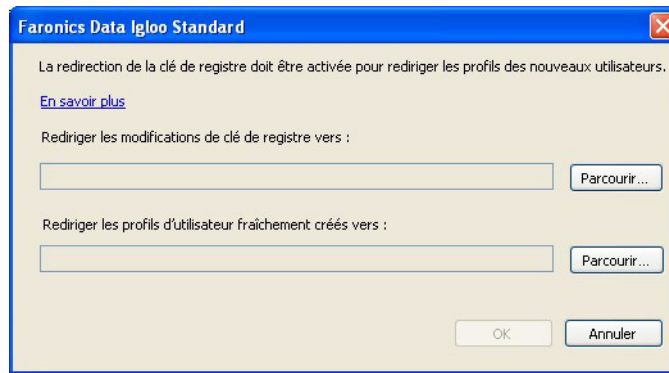 Faronics Data Igloo Standard
La redirection de la clé de registre doit être activée pour rediriger les profils des nouveaux utilisateurs.
En savoir plus
Rediriger les modifications de clé de registre vers :
Parcourir...
Rediriger les profils d'utilisateur fraîchement créés vers :
Parcourir...
OK
Annuler